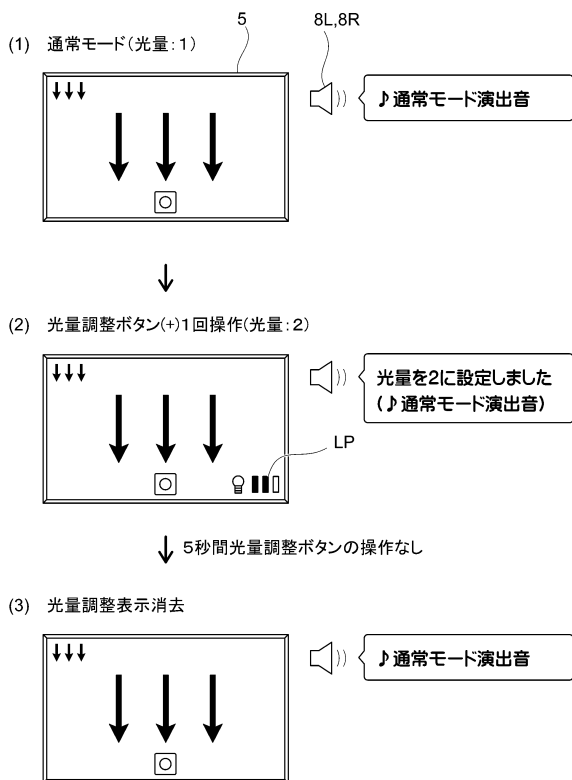 5
8L,8R
(1) 通常モード(光量:1)
♪通常モード演出音
(2) 光量調整ボタン(+)1回操作(光量:2)
光量を2に設定しました
(♪通常モード演出音)
LP
5秒間光量調整ボタンの操作なし
(3) 光量調整表示消去
♪通常モード演出音